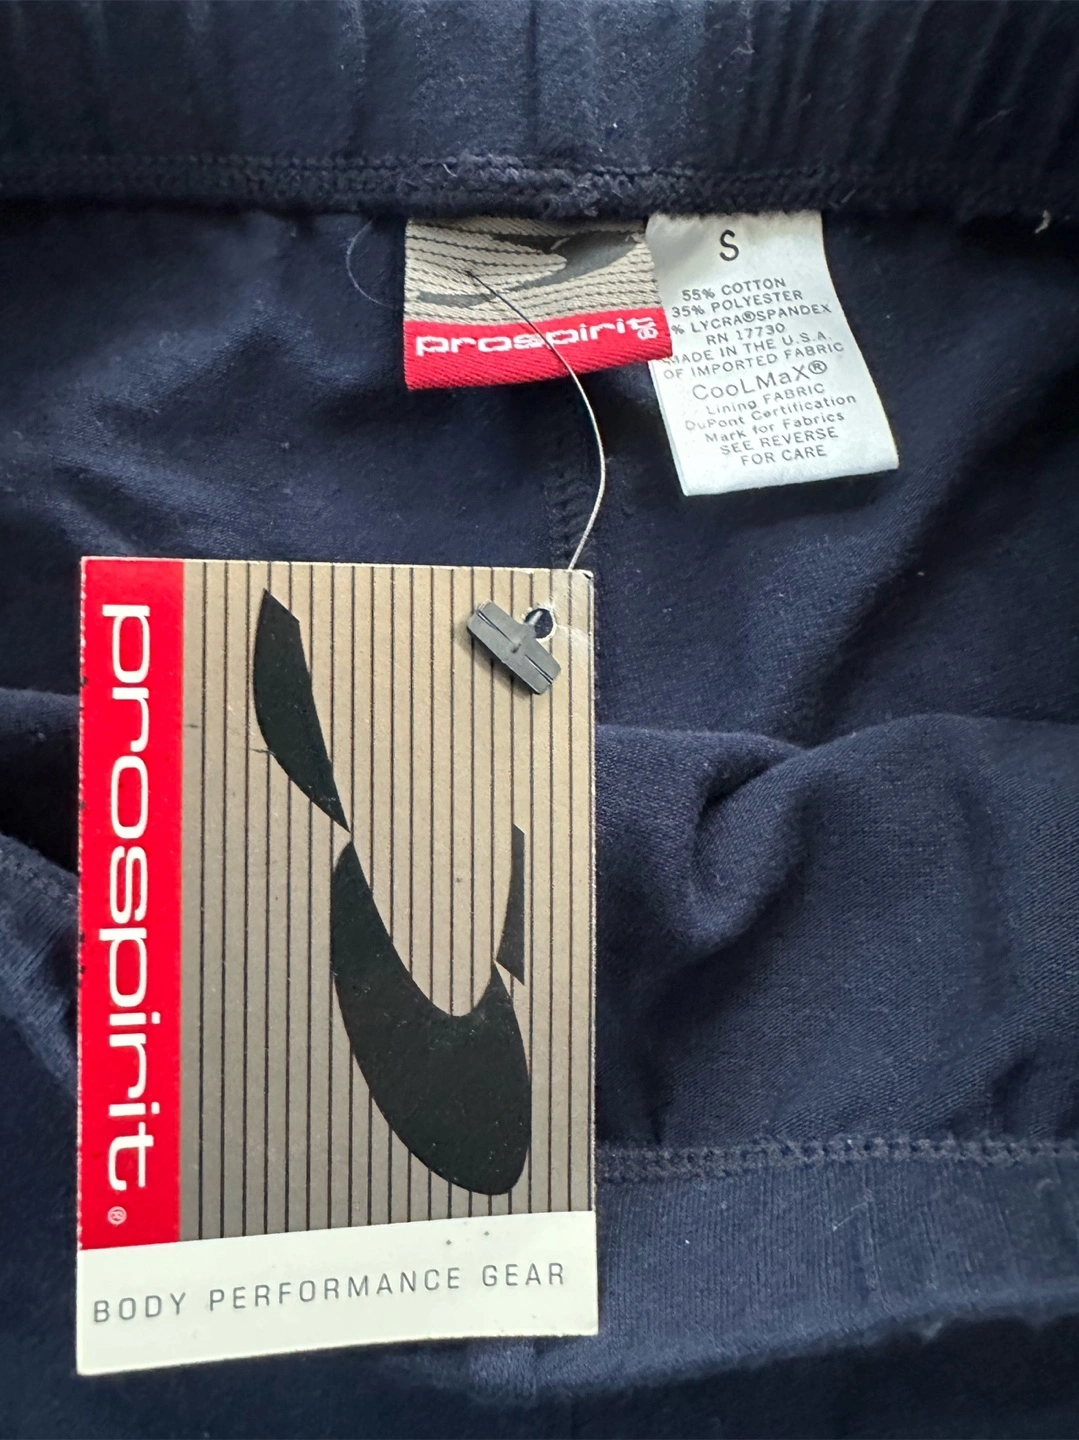 S
55% COTTON
35% POLYESTER
% LYCRA®SPANDEX
RN 17730
MADE IN THE U.S.A.
OF IMPORTED FABRIC
CooLMaX®
Lining FABRIC
DuPont Certification
Mark for Fabrics
SEE REVERSE
FOR CARE
prospirit®
prospirit®
BODY PERFORMANCE GEAR